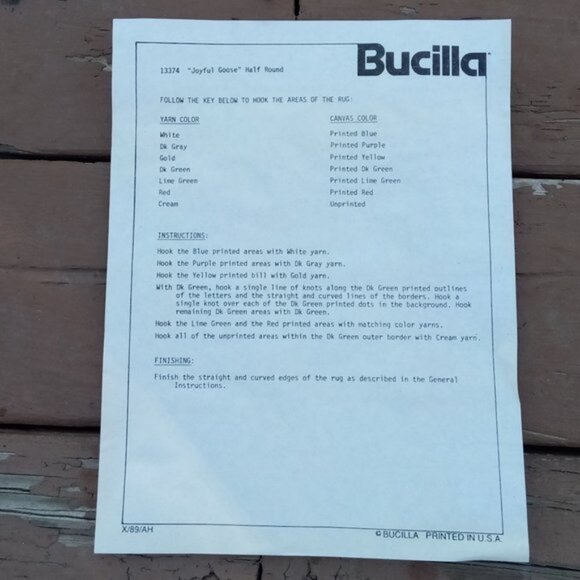 Bucilla
13374 "Joyful Goose" Half Round
FOLLOW THE KEY BELOW TO HOOK THE AREAS OF THE RUG:
YARN COLOR CANVAS COLOR
White Printed Blue
Dk Gray Printed Purple
Gold Printed Yellow
Dk Green Printed Dk Green
Lime Green Printed Lime Green
Red Printed Red
Cream Unprinted
INSTRUCTIONS:
Hook the Blue printed areas with White yarn.
Hook the Purple printed areas with Dk Gray yarn.
Hook the Yellow printed bill with Gold yarn.
With Dk Green, hook a single line of knots along the Dk Green printed outlines
of the letters and the straight and curved lines of the borders. Hook a
single knot over each of the Dk Green printed dots in the background. Hook
remaining Dk Green areas with Dk Green.
Hook the Lime Green and the Red printed areas with matching color yarns.
Hook all of the unprinted areas within the Dk Green outer border with Cream yarn.
FINISHING:
Finish the straight and curved edges of the rug as described in the General
Instructions.
X/89/AH
© BUCILLA PRINTED IN U.S.A.